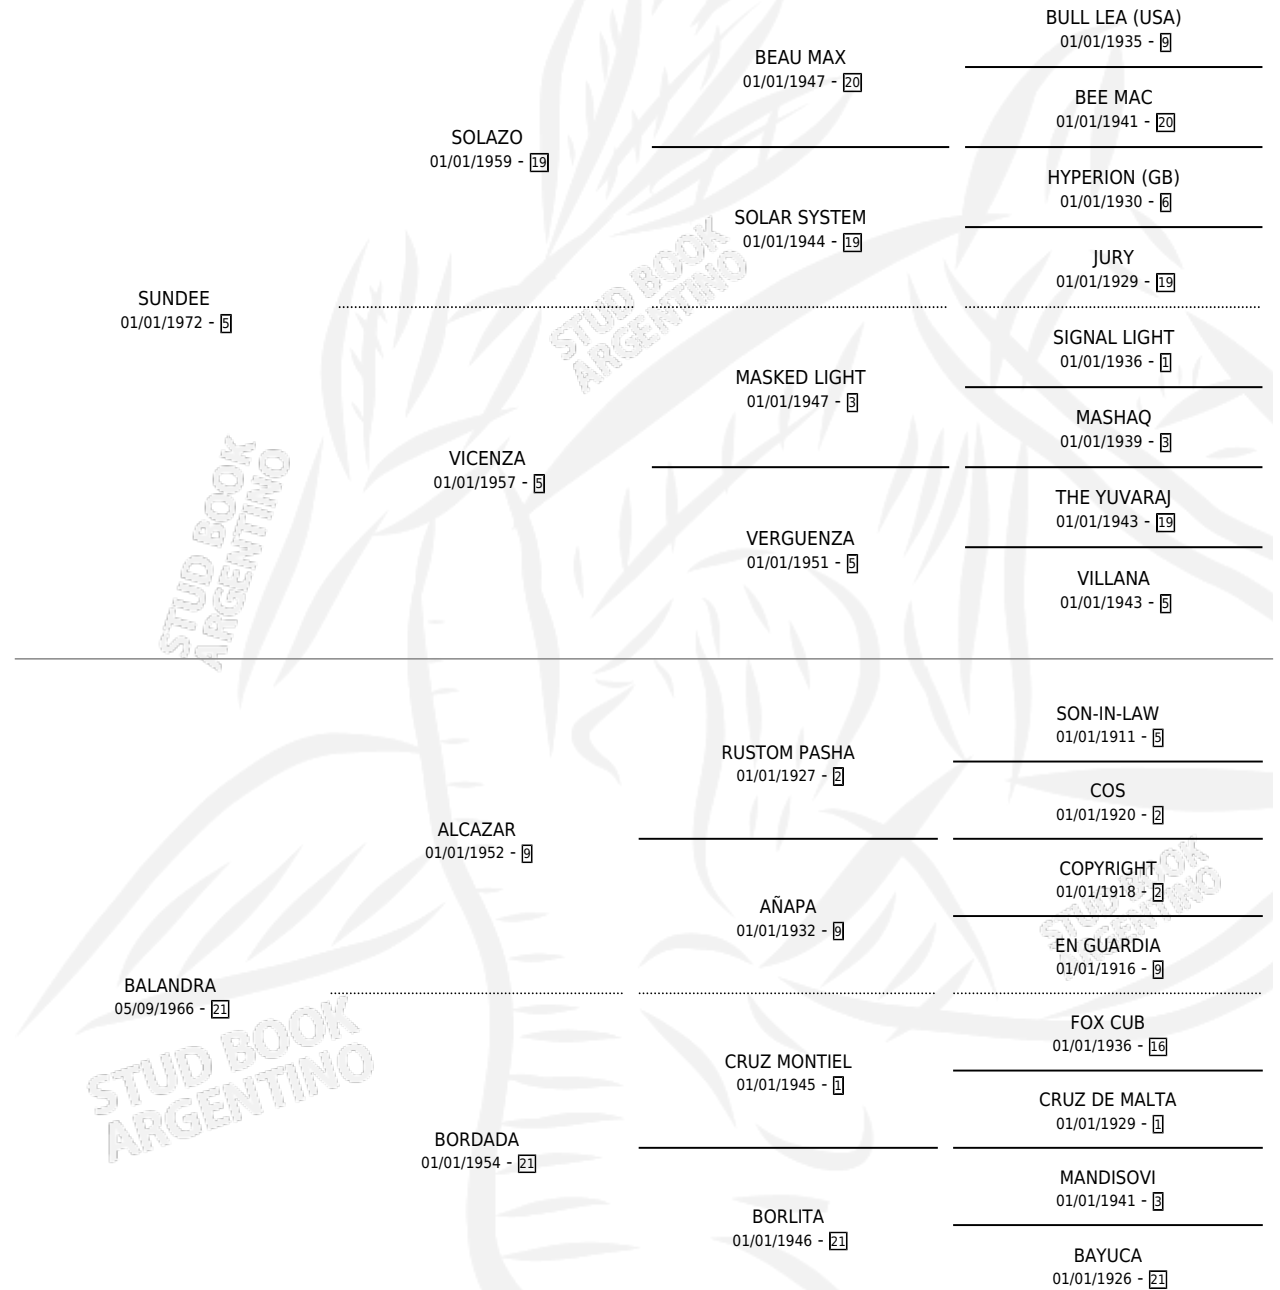 BULL LEA (USA)
01/01/1935 - 9
BEAU MAX
01/01/1947 - 20
BEE MAC
01/01/1941 - 20
SOLAZO
01/01/1959 - 19
HYPERION (GB)
01/01/1930 - 6
SOLAR SYSTEM
01/01/1944 - 19
JURY
01/01/1929 - 19
SUNDEE
01/01/1972 - 5
SIGNAL LIGHT
01/01/1936 - 1
MASKED LIGHT
01/01/1947 - 3
MASHAQ
01/01/1939 - 3
VICENZA
01/01/1957 - 5
THE YUVARAJ
01/01/1943 - 19
VERGUENZA
01/01/1951 - 5
VILLANA
01/01/1943 - 5
SON-IN-LAW
01/01/1911 - 5
RUSTOM PASHA
01/01/1927 - 2
COS
01/01/1920 - 2
ALCAZAR
01/01/1952 - 9
COPYRIGHT
01/01/1918 - 2
AÑAPA
01/01/1932 - 9
EN GUARDIA
01/01/1916 - 9
BALANDRA
05/09/1966 - 21
FOX CUB
01/01/1936 - 16
CRUZ MONTIEL
01/01/1945 - 1
CRUZ DE MALTA
01/01/1929 - 1
BORDADA
01/01/1954 - 21
MANDISOVI
01/01/1941 - 3
BORLITA
01/01/1946 - 21
BAYUCA
01/01/1926 - 21
STUD BOOK
ARGENTINO
STUD BOOK
ARGENTINO
STUD BOOK
ARGENTINO
STUD BOOK
ARGENTINO